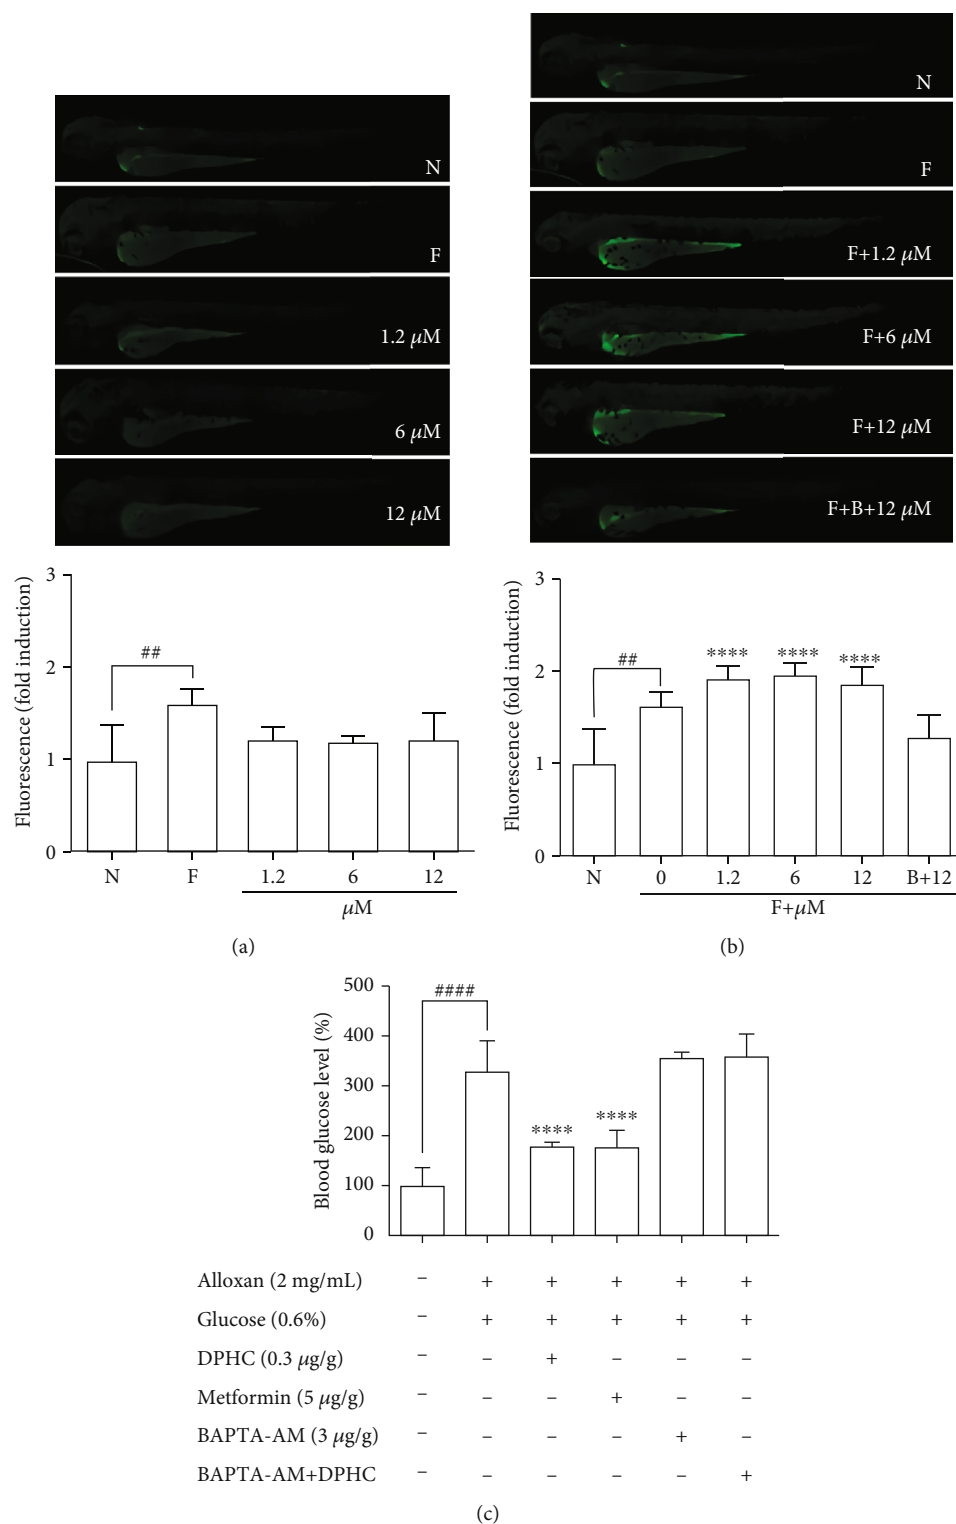 N
F
1.2 µM
6 µM
12 µM
3
2
1
0
Fluorescence (fold induction)
##
N F 1.2 6 12
µM
(a)
N
F
F+1.2 µM
F+6 µM
F+12 µM
F+B+12 µM
3
2
1
0
Fluorescence (fold induction)
##
**** **** ****
N 0 1.2 6 12 B+12
F+µM
(b)
500
400
300
200
100
0
Blood glucose level (%)
####
**** ****
Alloxan (2 mg/mL) − + + + + +
Glucose (0.6%) − + + + + +
DPHC (0.3 µg/g) − − + − − −
Metformin (5 µg/g) − − − + − −
BAPTA-AM (3 µg/g) − − − − + −
BAPTA-AM+DPHC − − − − − +
(c)